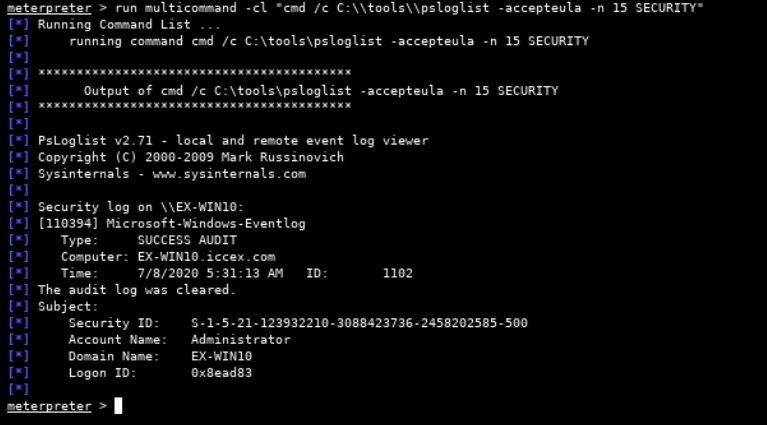 meterpreter > run multicommand -cl "cmd /c C:\\tools\\psloglist -accepteula -n 15 SECURITY"
[*] Running Command List ...
[*]     running command cmd /c C:\tools\psloglist -accepteula -n 15 SECURITY
[*]
[*] *****************************************
[*]       Output of cmd /c C:\tools\psloglist -accepteula -n 15 SECURITY
[*] *****************************************
[*]
[*] PsLoglist v2.71 - local and remote event log viewer
[*] Copyright (C) 2000-2009 Mark Russinovich
[*] Sysinternals - www.sysinternals.com
[*]
[*] Security log on \\EX-WIN10:
[*] [110394] Microsoft-Windows-Eventlog
[*]    Type:     SUCCESS AUDIT
[*]    Computer: EX-WIN10.iccex.com
[*]    Time:     7/8/2020 5:31:13 AM   ID:       1102
[*] The audit log was cleared.
[*] Subject:
[*]     Security ID:    S-1-5-21-123932210-3088423736-2458202585-500
[*]     Account Name:   Administrator
[*]     Domain Name:    EX-WIN10
[*]     Logon ID:       0x8ead83
[*]
meterpreter >